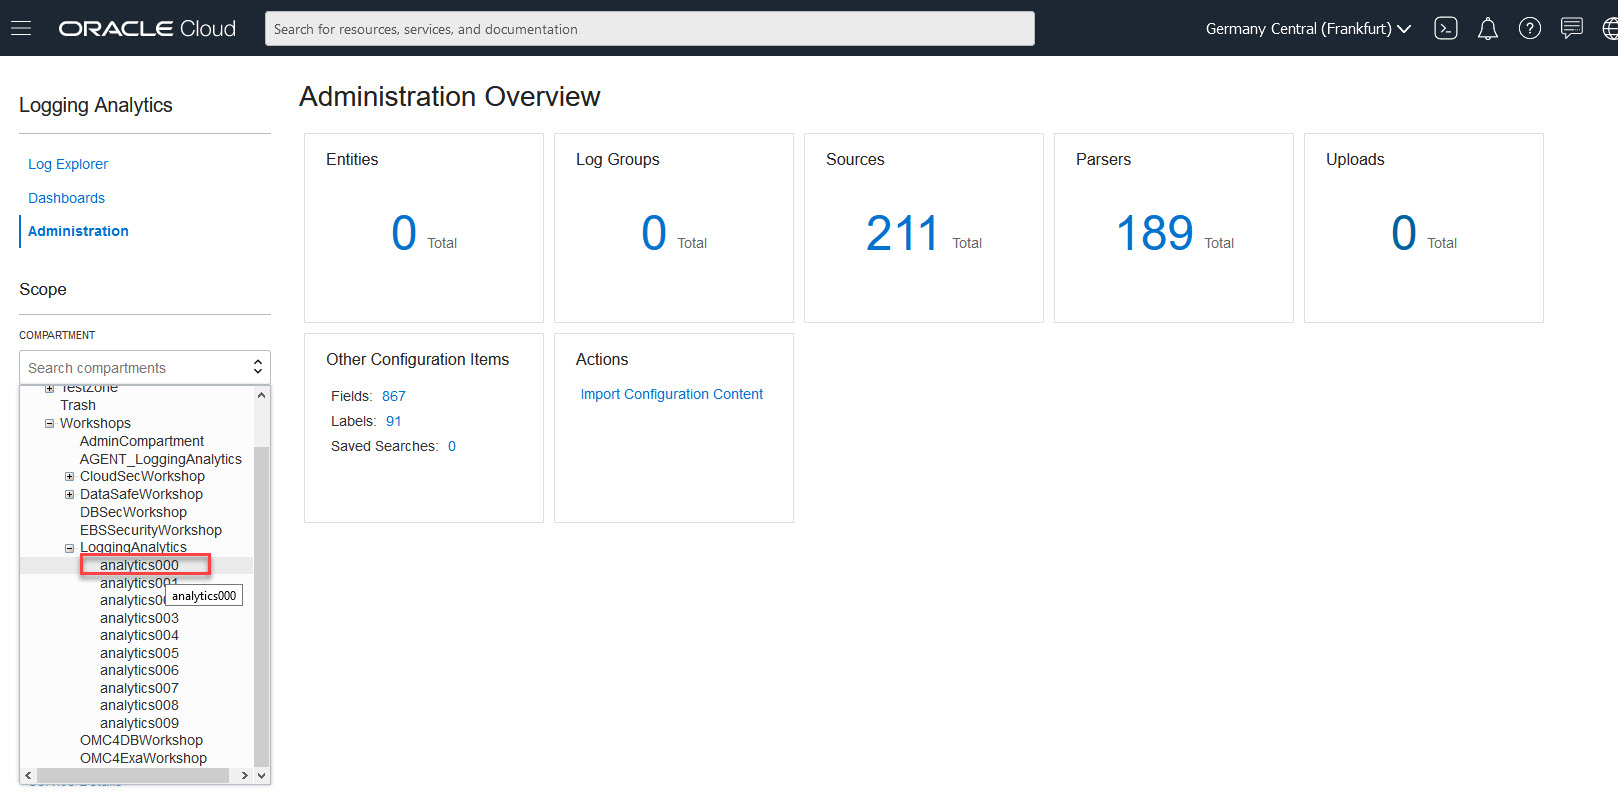 ORACLE Cloud
Search for resources, services, and documentation
Germany Central (Frankfurt)
Logging Analytics
Log Explorer
Dashboards
Administration
Scope
COMPARTMENT
Search compartments
TestZone
Trash
Workshops
AdminCompartment
AGENT_LoggingAnalytics
CloudSecWorkshop
DataSafeWorkshop
DBSecWorkshop
EBSSecurityWorkshop
LoggingAnalytics
analytics000
analytics001
analytics000
analytics003
analytics004
analytics005
analytics006
analytics007
analytics008
analytics009
OMC4DBWorkshop
OMC4ExaWorkshop
Administration Overview
Entities
0 Total
Log Groups
0 Total
Sources
211 Total
Parsers
189 Total
Uploads
0 Total
Other Configuration Items
Fields: 867
Labels: 91
Saved Searches: 0
Actions
Import Configuration Content